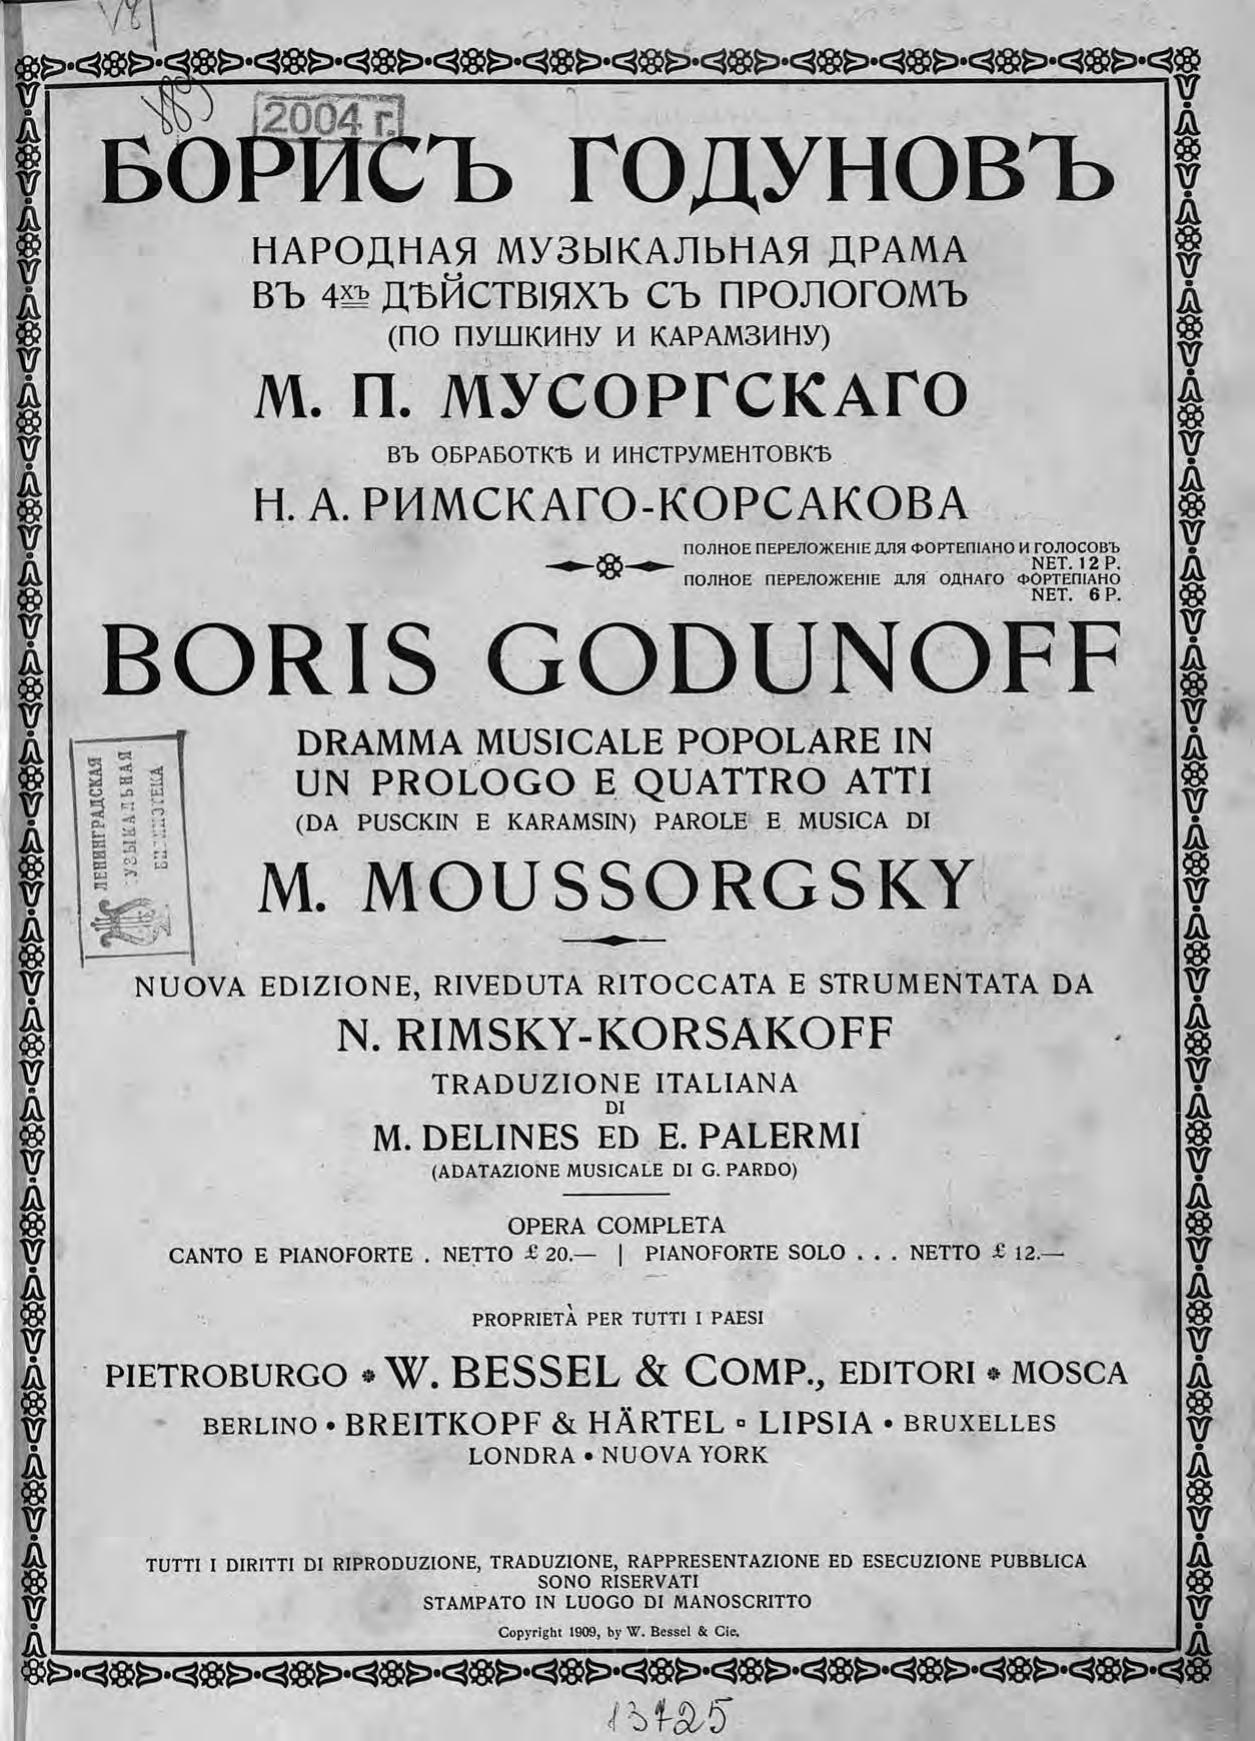 2004 г.
БОРИСЪ ГОДУНОВЪ
НАРОДНАЯ МУЗЫКАЛЬНАЯ ДРАМА
ВЪ 4ХЪ ДѢЙСТВІЯХЪ СЪ ПРОЛОГОМЪ
(ПО ПУШКИНУ И КАРАМЗИНУ)
М. П. МУСОРГСКАГО
ВЪ ОБРАБОТКѢ И ИНСТРУМЕНТОВКѢ
Н. А. РИМСКАГО-КОРСАКОВА
ПОЛНОЕ ПЕРЕЛОЖЕНІЕ ДЛЯ ФОРТЕПІАНО И ГОЛОСОВЪ
NET. 12 Р.
ПОЛНОЕ ПЕРЕЛОЖЕНІЕ ДЛЯ ОДНАГО ФОРТЕПІАНО
NET. 6 Р.
BORIS GODUNOFF
DRAMMA MUSICALE POPOLARE IN
UN PROLOGO E QUATTRO ATTI
(DA PUSCKIN E KARAMSIN) PAROLE E MUSICA DI
M. MOUSSORGSKY
ЛЕНИНГРАДСКАЯ
УЗЫКАЛЬНАЯ
NUOVA EDIZIONE, RIVEDUTA RITOCCATA E STRUMENTATA DA
N. RIMSKY-KORSAKOFF
TRADUZIONE ITALIANA
DI
M. DELINES ED E. PALERMI
(ADATAZIONE MUSICALE DI G. PARDO)
OPERA COMPLETA
CANTO E PIANOFORTE . NETTO £ 20.— | PIANOFORTE SOLO . . . NETTO £ 12.—
PROPRIETÀ PER TUTTI I PAESI
PIETROBURGO * W. BESSEL & COMP., EDITORI * MOSCA
BERLINO • BREITKOPF & HÄRTEL ▫ LIPSIA • BRUXELLES
LONDRA • NUOVA YORK
TUTTI I DIRITTI DI RIPRODUZIONE, TRADUZIONE, RAPPRESENTAZIONE ED ESECUZIONE PUBBLICA
SONO RISERVATI
STAMPATO IN LUOGO DI MANOSCRITTO
Copyright 1909, by W. Bessel & Cie.
13725